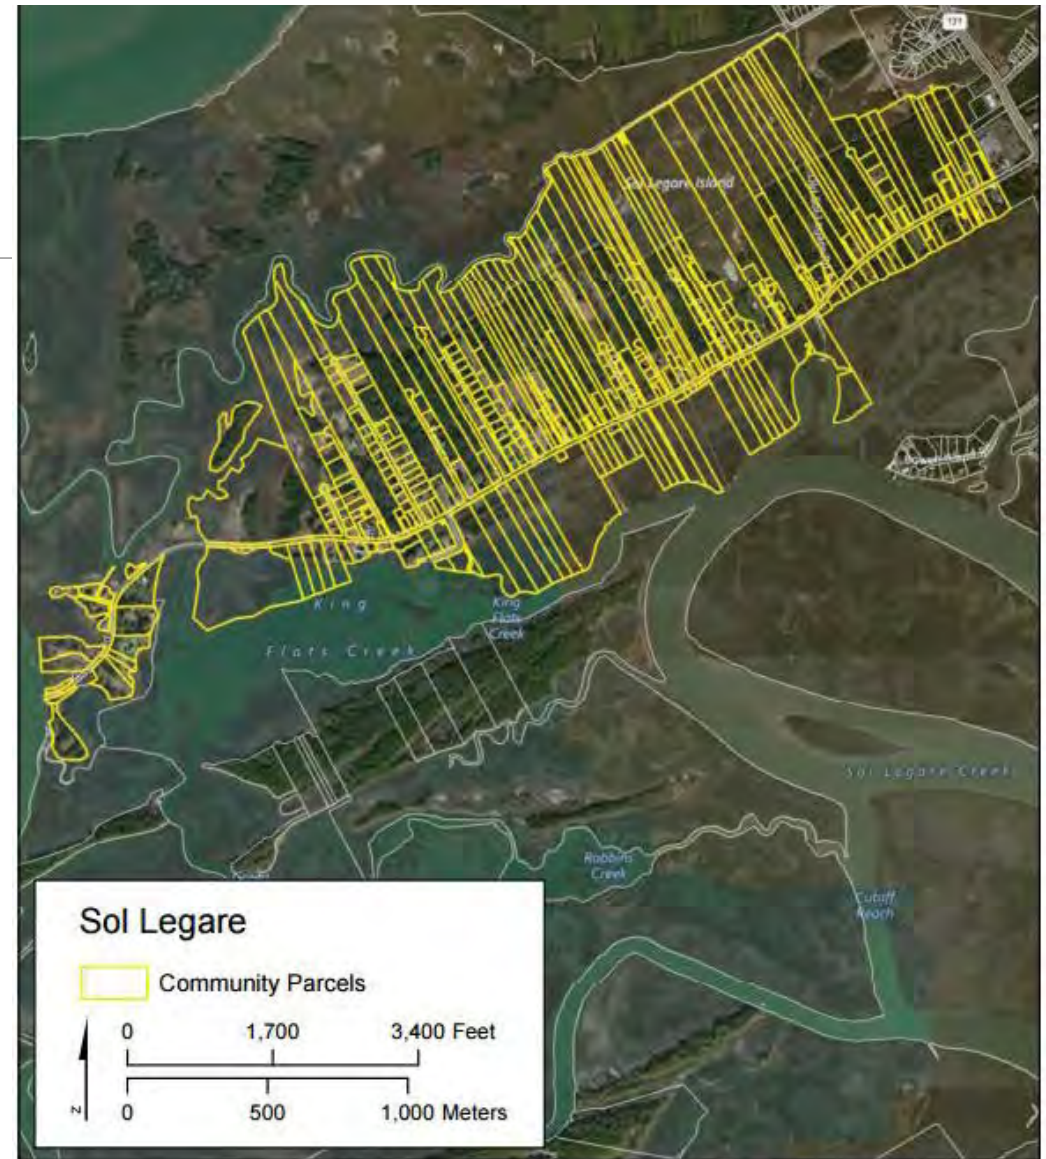 171
Sol Legare Island
King
Flats Creek
King
Flats
Creek
Sol Legare Creek
Robbins
Creek
Cutoff
Reach
Sol Legare
Community Parcels
0 1,700 3,400 Feet
0 500 1,000 Meters
N